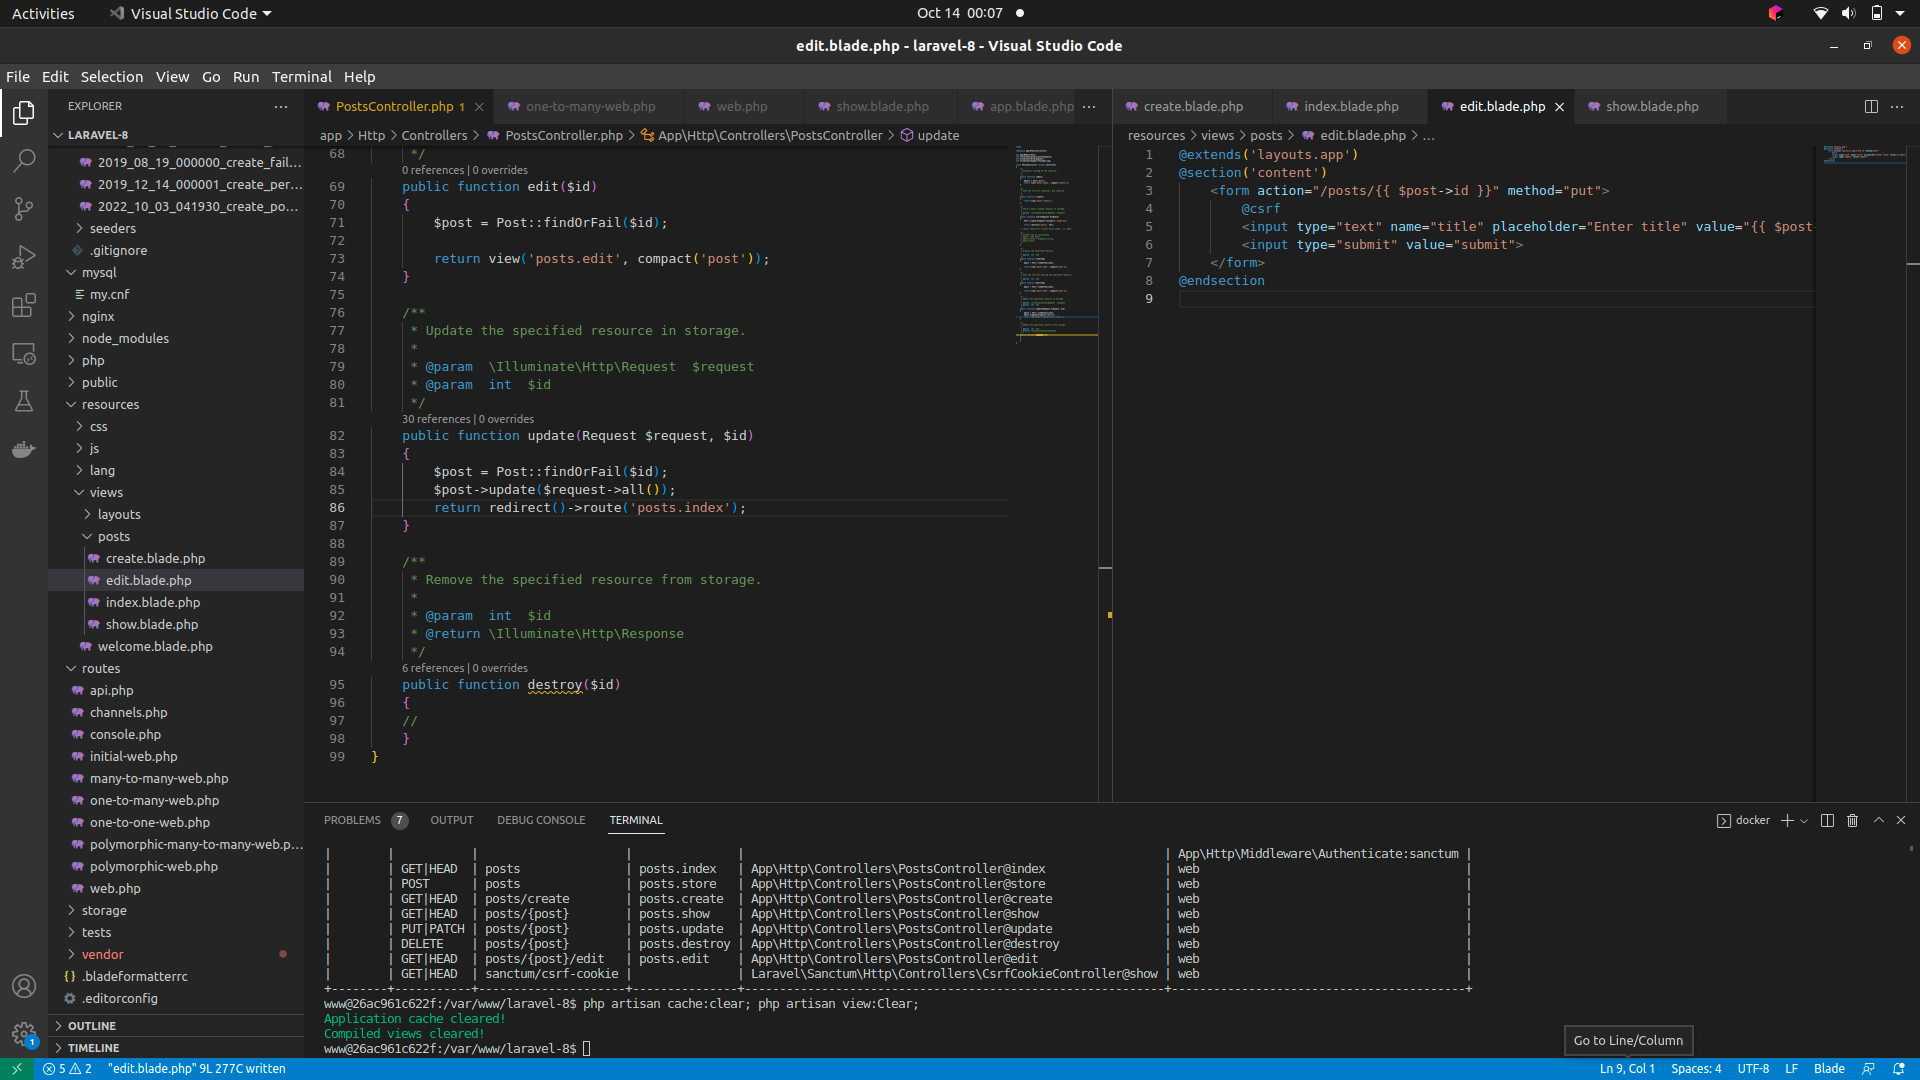 Activities
Visual Studio Code
Oct 14 00:07
edit.blade.php - laravel-8 - Visual Studio Code
File Edit Selection View Go Run Terminal Help
EXPLORER
LARAVEL-8
2019_08_19_000000_create_fail...
2019_12_14_000001_create_per...
2022_10_03_041930_create_po...
seeders
.gitignore
mysql
my.cnf
nginx
node_modules
php
public
resources
css
js
lang
views
layouts
posts
create.blade.php
edit.blade.php
index.blade.php
show.blade.php
welcome.blade.php
routes
api.php
channels.php
console.php
initial-web.php
many-to-many-web.php
one-to-many-web.php
one-to-one-web.php
polymorphic-many-to-many-web.p...
polymorphic-web.php
web.php
storage
tests
vendor
.bladeformatterrc
.editorconfig
OUTLINE
TIMELINE
PostsController.php 1
one-to-many-web.php
web.php
show.blade.php
app.blade.php
app > Http > Controllers > PostsController.php > App\Http\Controllers\PostsController > update
68 */
0 references | 0 overrides
69 public function edit($id)
70 {
71 $post = Post::findOrFail($id);
72
73 return view('posts.edit', compact('post'));
74 }
75
76 /**
77 * Update the specified resource in storage.
78 *
79 * @param \Illuminate\Http\Request $request
80 * @param int $id
81 */
30 references | 0 overrides
82 public function update(Request $request, $id)
83 {
84 $post = Post::findOrFail($id);
85 $post->update($request->all());
86 return redirect()->route('posts.index');
87 }
88
89 /**
90 * Remove the specified resource from storage.
91 *
92 * @param int $id
93 * @return \Illuminate\Http\Response
94 */
6 references | 0 overrides
95 public function destroy($id)
96 {
97 //
98 }
99 }
create.blade.php
index.blade.php
edit.blade.php
show.blade.php
resources > views > posts > edit.blade.php > ...
1 @extends('layouts.app')
2 @section('content')
3 <form action="/posts/{{ $post->id }}" method="put">
4 @csrf
5 <input type="text" name="title" placeholder="Enter title" value="{{ $post-
6 <input type="submit" value="submit">
7 </form>
8 @endsection
9
PROBLEMS 7 OUTPUT DEBUG CONSOLE TERMINAL
docker
| | | | | | App\Http\Middleware\Authenticate:sanctum |
| | GET|HEAD | posts | posts.index | App\Http\Controllers\PostsController@index | web |
| | POST | posts | posts.store | App\Http\Controllers\PostsController@store | web |
| | GET|HEAD | posts/create | posts.create | App\Http\Controllers\PostsController@create | web |
| | GET|HEAD | posts/{post} | posts.show | App\Http\Controllers\PostsController@show | web |
| | PUT|PATCH | posts/{post} | posts.update | App\Http\Controllers\PostsController@update | web |
| | DELETE | posts/{post} | posts.destroy | App\Http\Controllers\PostsController@destroy | web |
| | GET|HEAD | posts/{post}/edit | posts.edit | App\Http\Controllers\PostsController@edit | web |
| | GET|HEAD | sanctum/csrf-cookie | | Laravel\Sanctum\Http\Controllers\CsrfCookieController@show | web |
www@26ac961c622f:/var/www/laravel-8$ php artisan cache:clear; php artisan view:Clear;
Application cache cleared!
Compiled views cleared!
www@26ac961c622f:/var/www/laravel-8$
Go to Line/Column
1
5 2 "edit.blade.php" 9L 277C written
Ln 9, Col 1 Spaces: 4 UTF-8 LF Blade